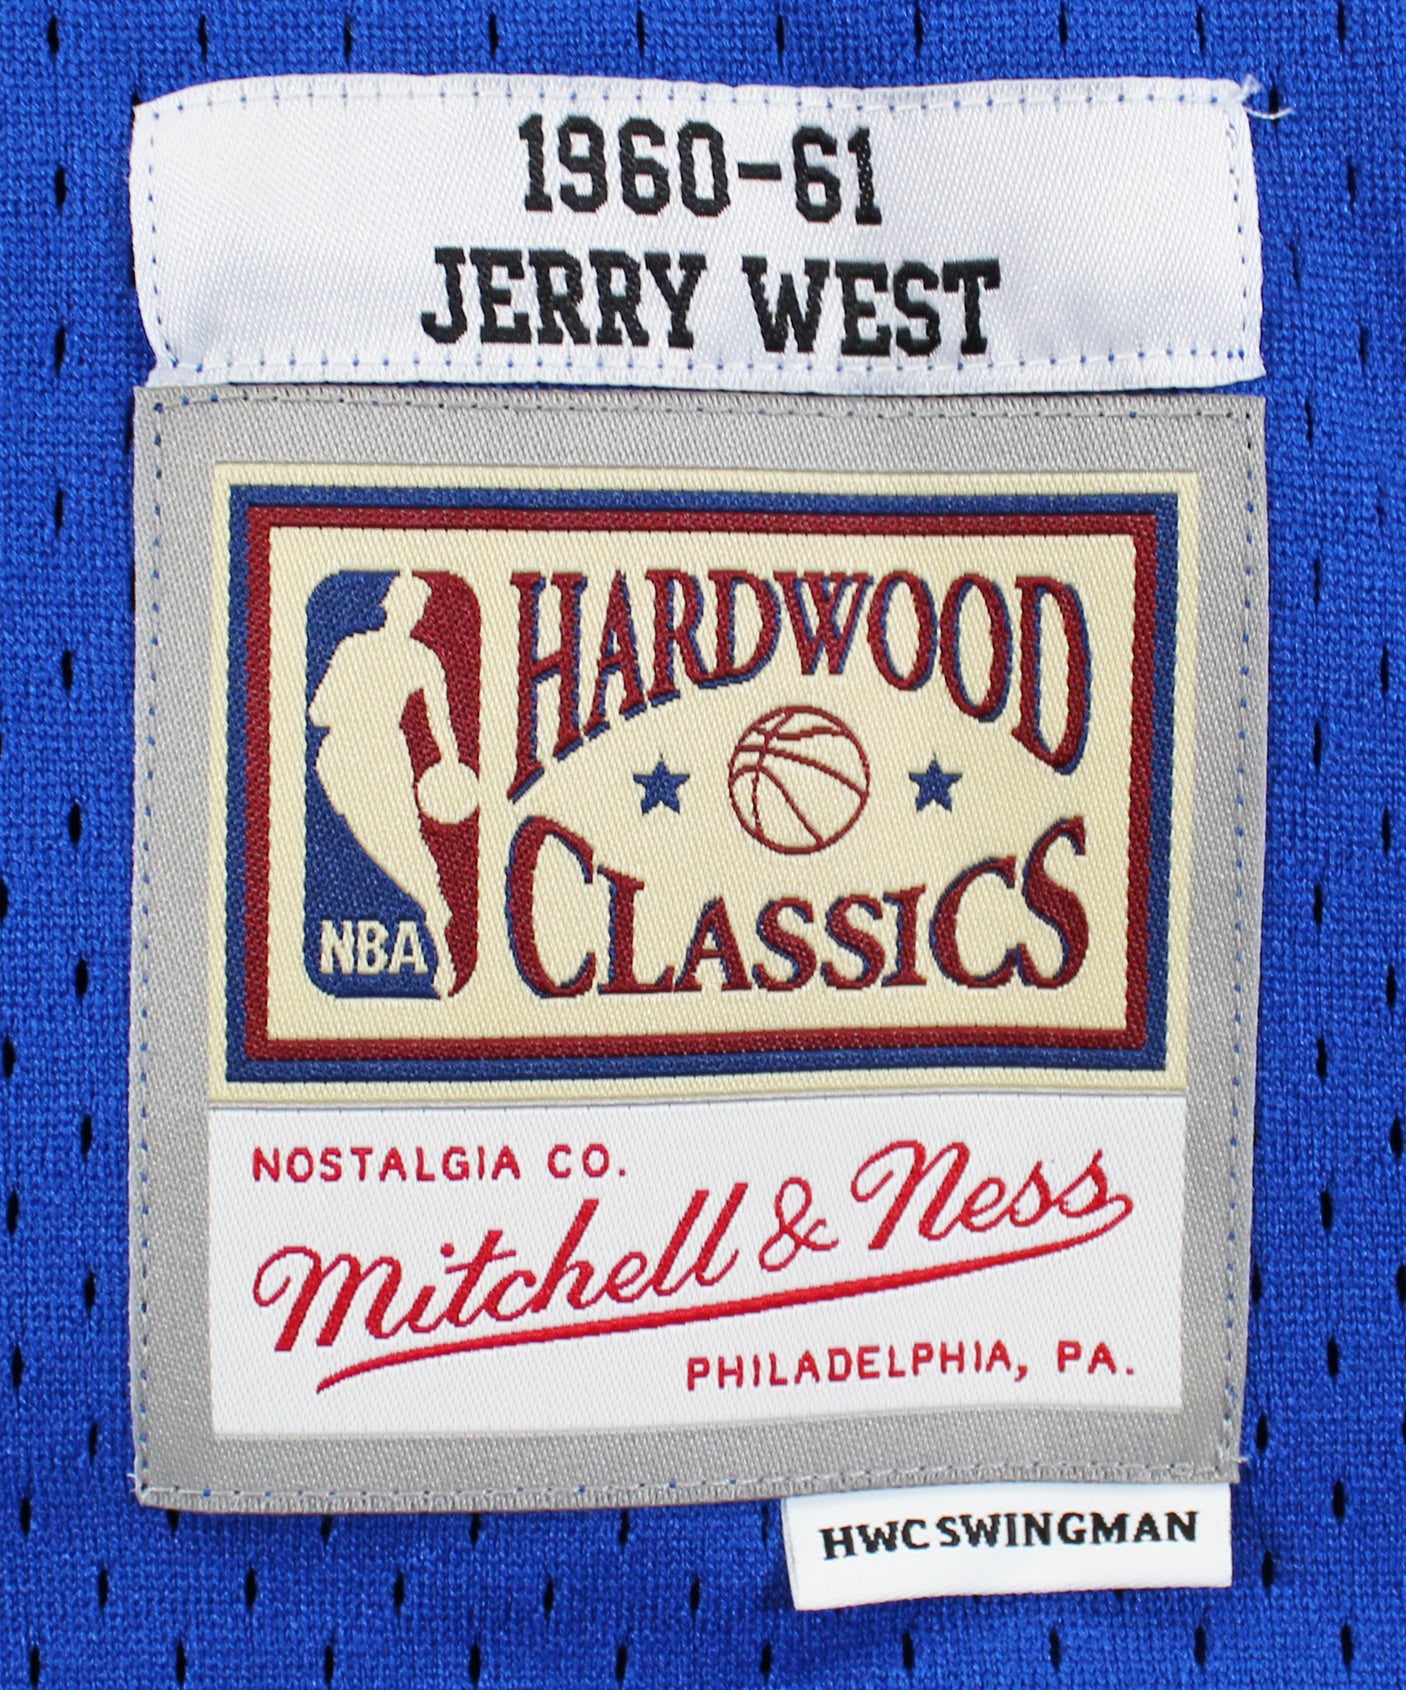 1960-61
JERRY WEST
HARDWOOD
CLASSICS
NBA
NOSTALGIA CO.
Mitchell & Ness
PHILADELPHIA, PA.
HWC SWINGMAN